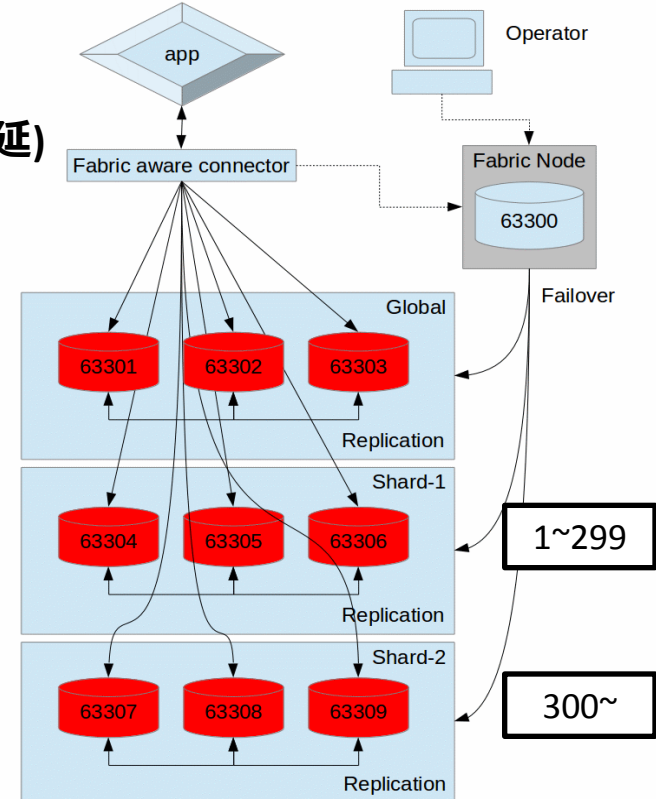 app
Operator
延)
Fabric aware connector
Fabric Node
63300
Failover
Global
63301
63302
63303
Replication
Shard-1
63304
63305
63306
1~299
Replication
Shard-2
63307
63308
63309
300~
Replication